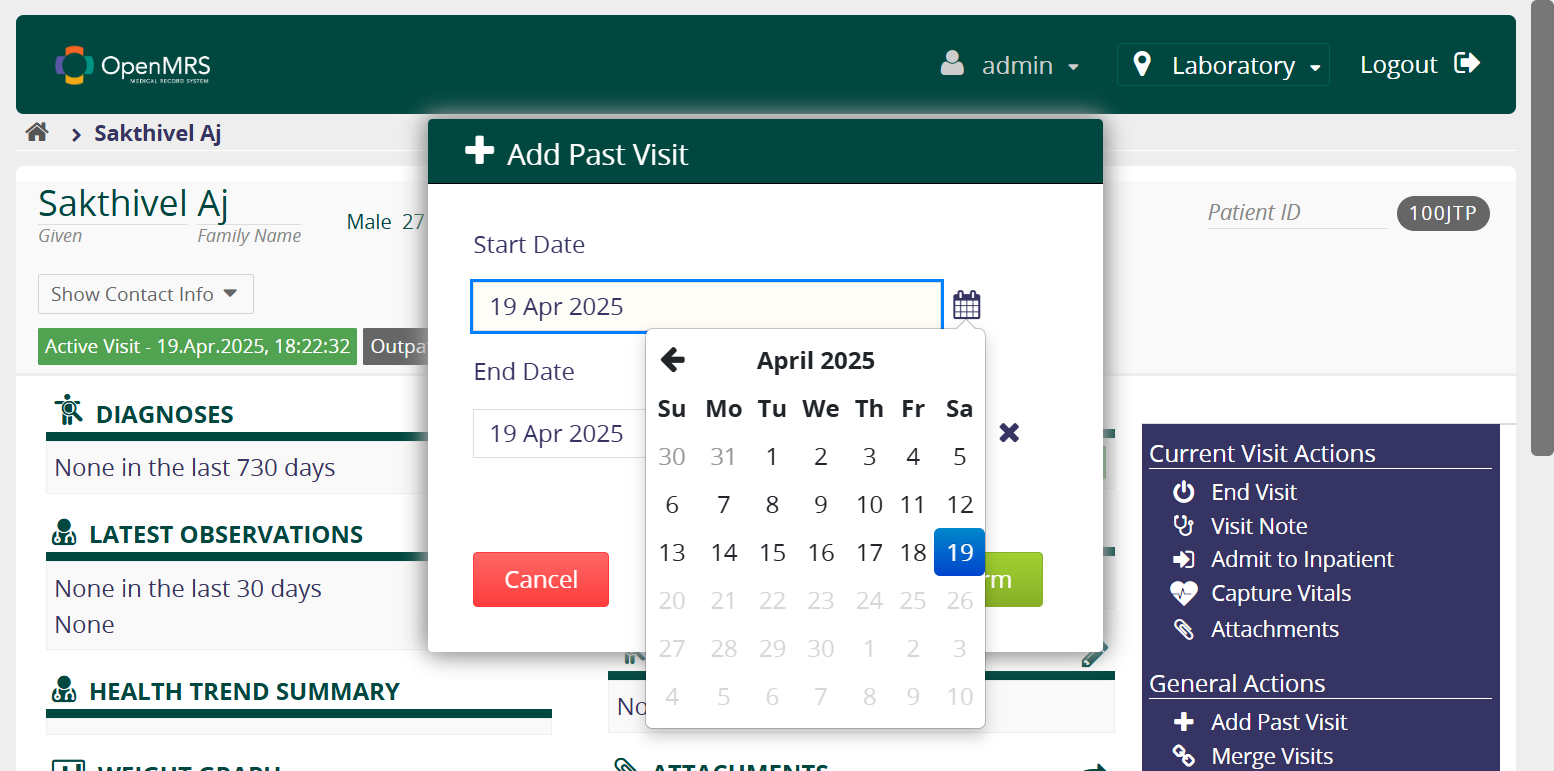 OpenMRS
MEDICAL RECORD SYSTEM
admin
Laboratory
Logout
Sakthivel Aj
Add Past Visit
Sakthivel Aj
Given Family Name
Male 27
Patient ID
100JTP
Show Contact Info
Active Visit - 19.Apr.2025, 18:22:32
Start Date
19 Apr 2025
End Date
19 Apr 2025
Cancel
April 2025
Su Mo Tu We Th Fr Sa
30 31 1 2 3 4 5
6 7 8 9 10 11 12
13 14 15 16 17 18 19
20 21 22 23 24 25 26
27 28 29 30 1 2 3
4 5 6 7 8 9 10
DIAGNOSES
None in the last 730 days
LATEST OBSERVATIONS
None in the last 30 days
None
HEALTH TREND SUMMARY
WEIGHT GRAPH
ATTACHMENTS
Current Visit Actions
End Visit
Visit Note
Admit to Inpatient
Capture Vitals
Attachments
General Actions
Add Past Visit
Merge Visits